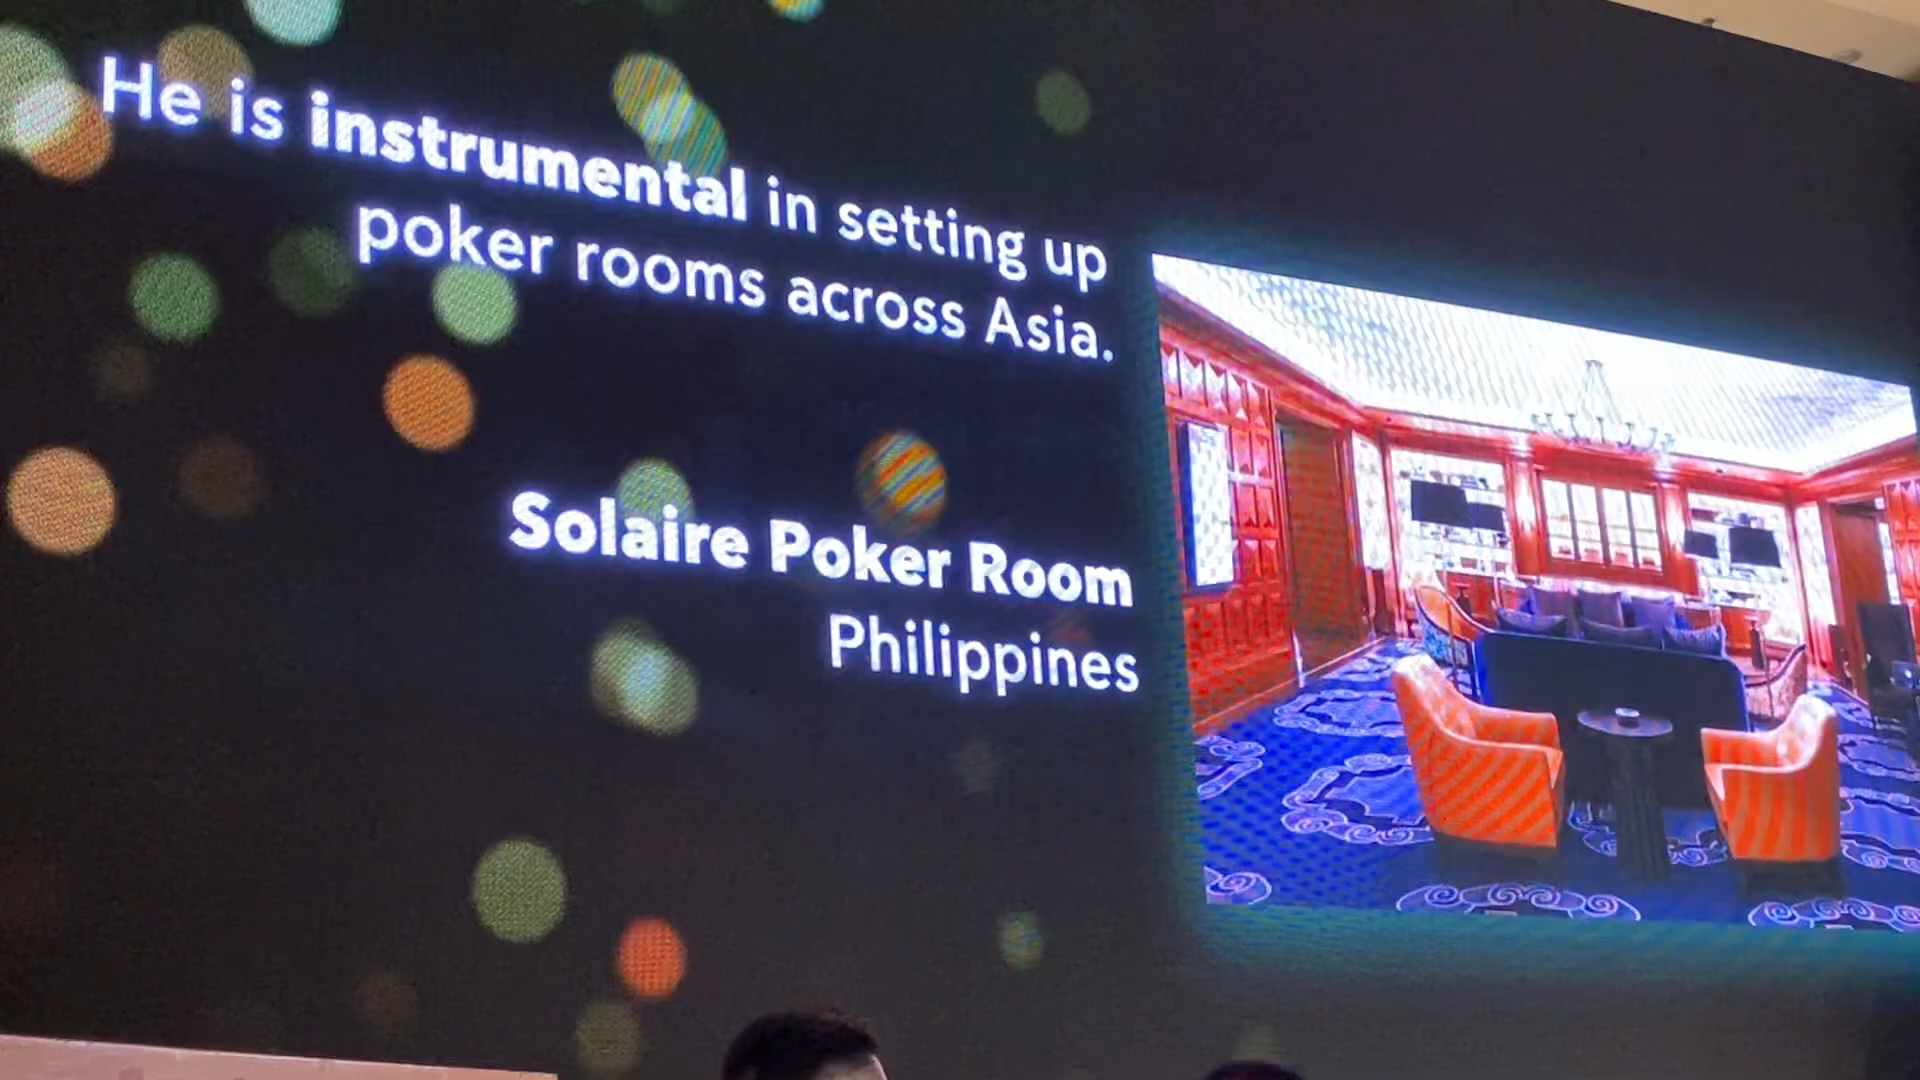 He is instrumental in setting up
poker rooms across Asia.
Solaire Poker Room
Philippines